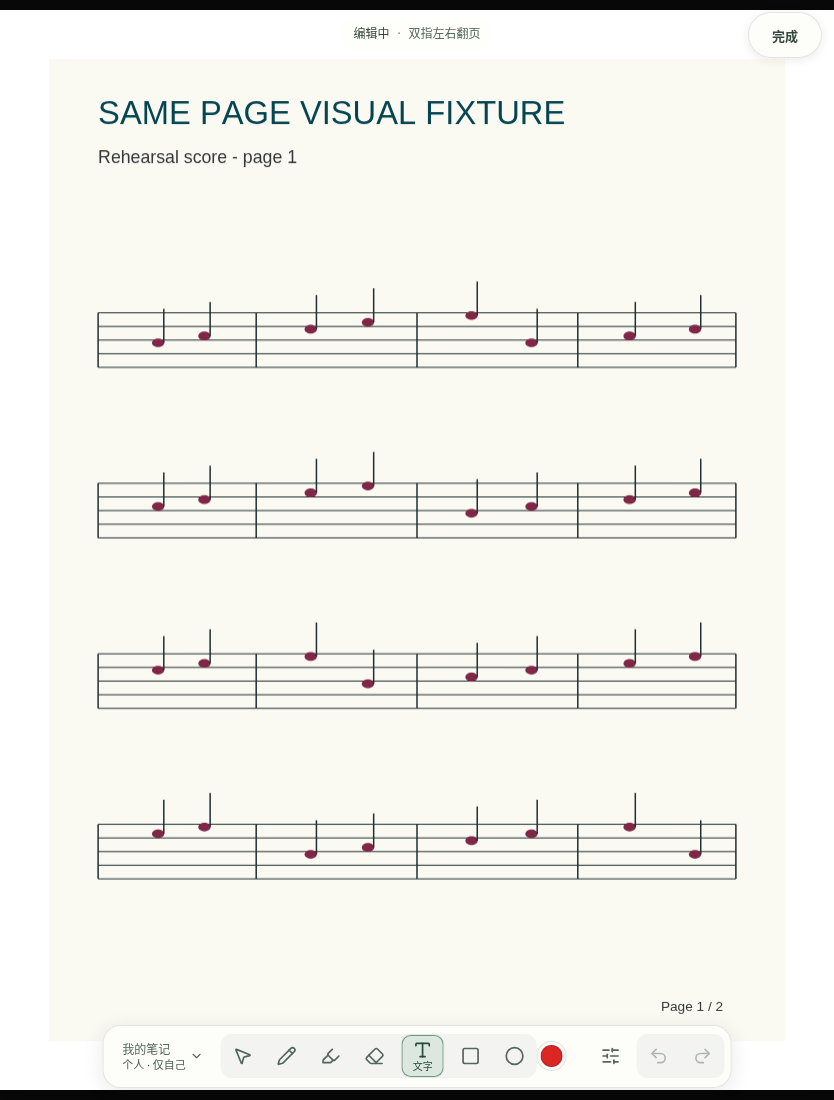 编辑中 · 双指左右翻页
完成
SAME PAGE VISUAL FIXTURE
Rehearsal score - page 1
Page 1 / 2
我的笔记
个人 · 仅自己
文字